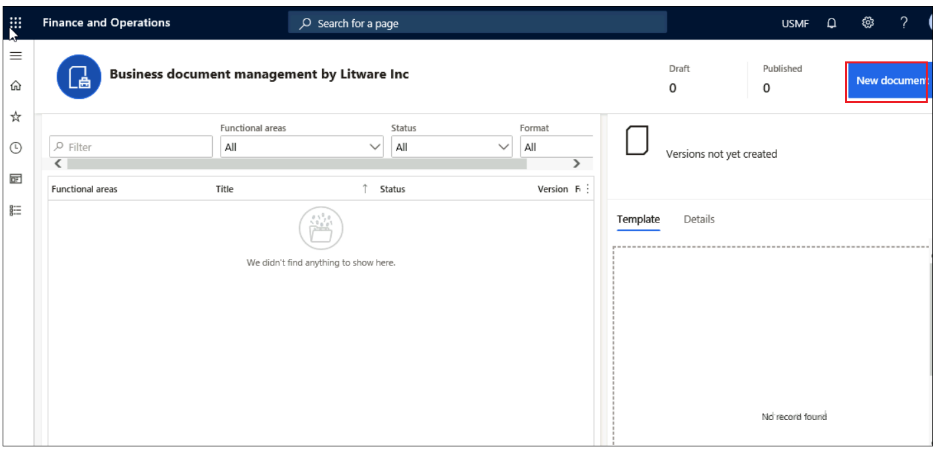 Finance and Operations
Search for a page
USMF
?
Business document management by Litware Inc
Draft
0
Published
0
New document
Functional areas
Status
Format
Filter
All
All
All
Versions not yet created
Functional areas
Title
Status
Version
Template
Details
We didn't find anything to show here.
No record found